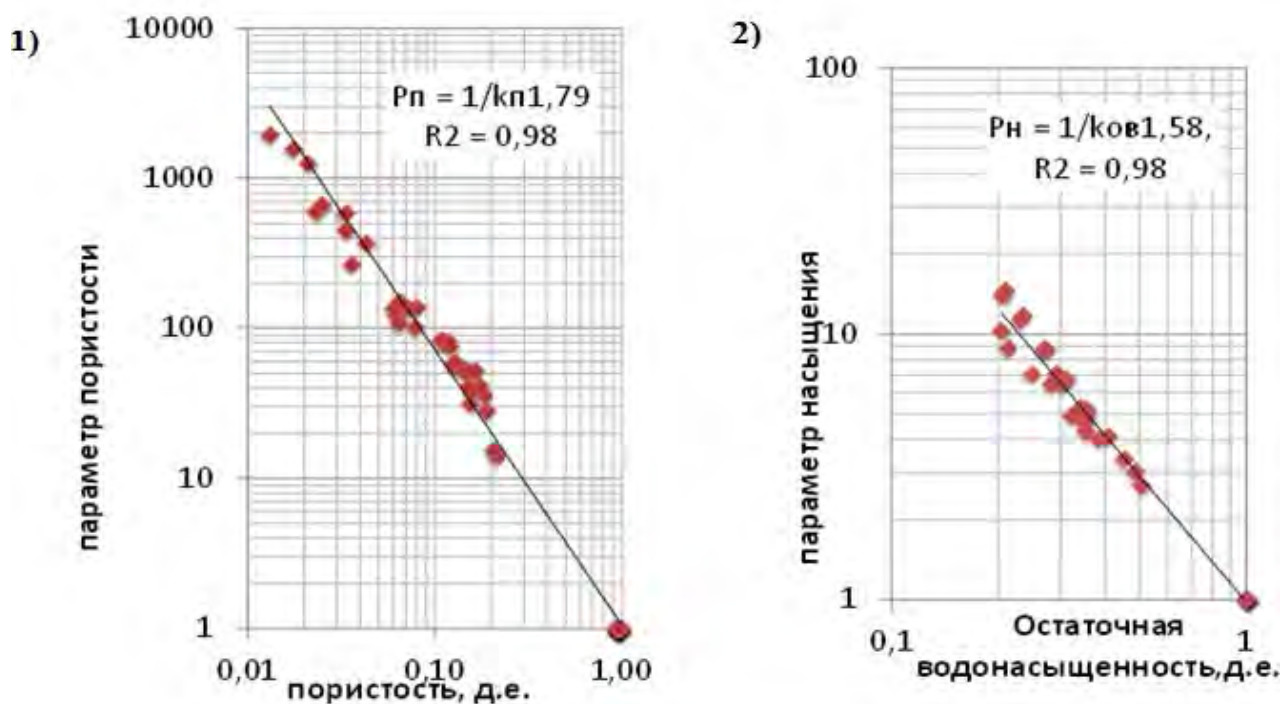 1)
10000
1000
100
10
1
параметр пористости
Рп = 1/kп1,79
R2 = 0,98
0,01
0,10
1,00
пористость, д.е.
2)
100
10
1
параметр насыщения
Рн = 1/kов1,58,
R2 = 0,98
0,1
1
Остаточная
водонасыщенность,д.е.